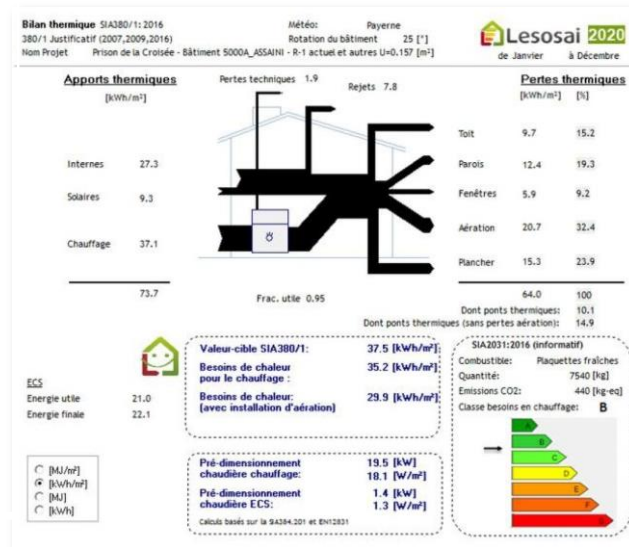 Bilan thermique SIA380/1: 2016 Météo: Payerne
380/1 Justificatif (2007,2009,2016) Rotation du bâtiment 25 [°]
Nom Projet Prison de la Croisée - Bâtiment 5000A_ASSAINI - R-1 actuel et autres U=0.157 [m²]
Lesosai 2020
de Janvier à Décembre
Apports thermiques
[kWh/m²]
Pertes techniques 1.9
Rejets 7.8
Pertes thermiques
[kWh/m²] [%]
Toit 9.7 15.2
Internes 27.3
Parois 12.4 19.3
Solaires 9.3
Fenêtres 5.9 9.2
Aération 20.7 32.4
Chauffage 37.1
Plancher 15.3 23.9
73.7
Frac. utile 0.95
64.0 100
Dont ponts thermiques: 10.1
Dont ponts thermiques (sans pertes aération): 14.9
Valeur-cible SIA380/1: 37.5 [kWh/m²]
Besoins de chaleur
pour le chauffage : 35.2 [kWh/m²]
Besoins de chaleur:
(avec installation d'aération) 29.9 [kWh/m²]
SIA2031:2016 (informatif)
Combustible: Plaquettes fraîches
Quantité: 7540 [kg]
Emissions CO2: 440 [kg-eq]
Classe besoins en chauffage: B
A
B
C
D
E
F
G
ECS
Energie utile 21.0
Energie finale 22.1
[MJ/m²]
[kWh/m²]
[MJ]
[kWh]
Pré-dimensionnement 19.5 [kW]
chaudière chauffage: 18.1 [W/m²]
Pré-dimensionnement 1.4 [kW]
chaudière ECS: 1.3 [W/m²]
Calculs basés sur la SIA384.201 et EN12831